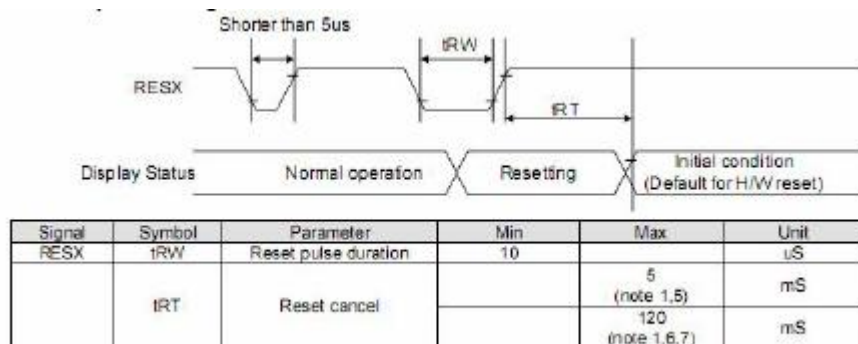 Shorter than 5us
tRW
RESX
tRT
Display Status
Normal operation
Resetting
Initial condition
(Default for H/W reset)
Signal Symbol Parameter Min Max Unit
RESX tRW Reset pulse duration 10 uS
tRT Reset cancel
5
(note 1,5)
mS
120
(note 1,6,7)
mS